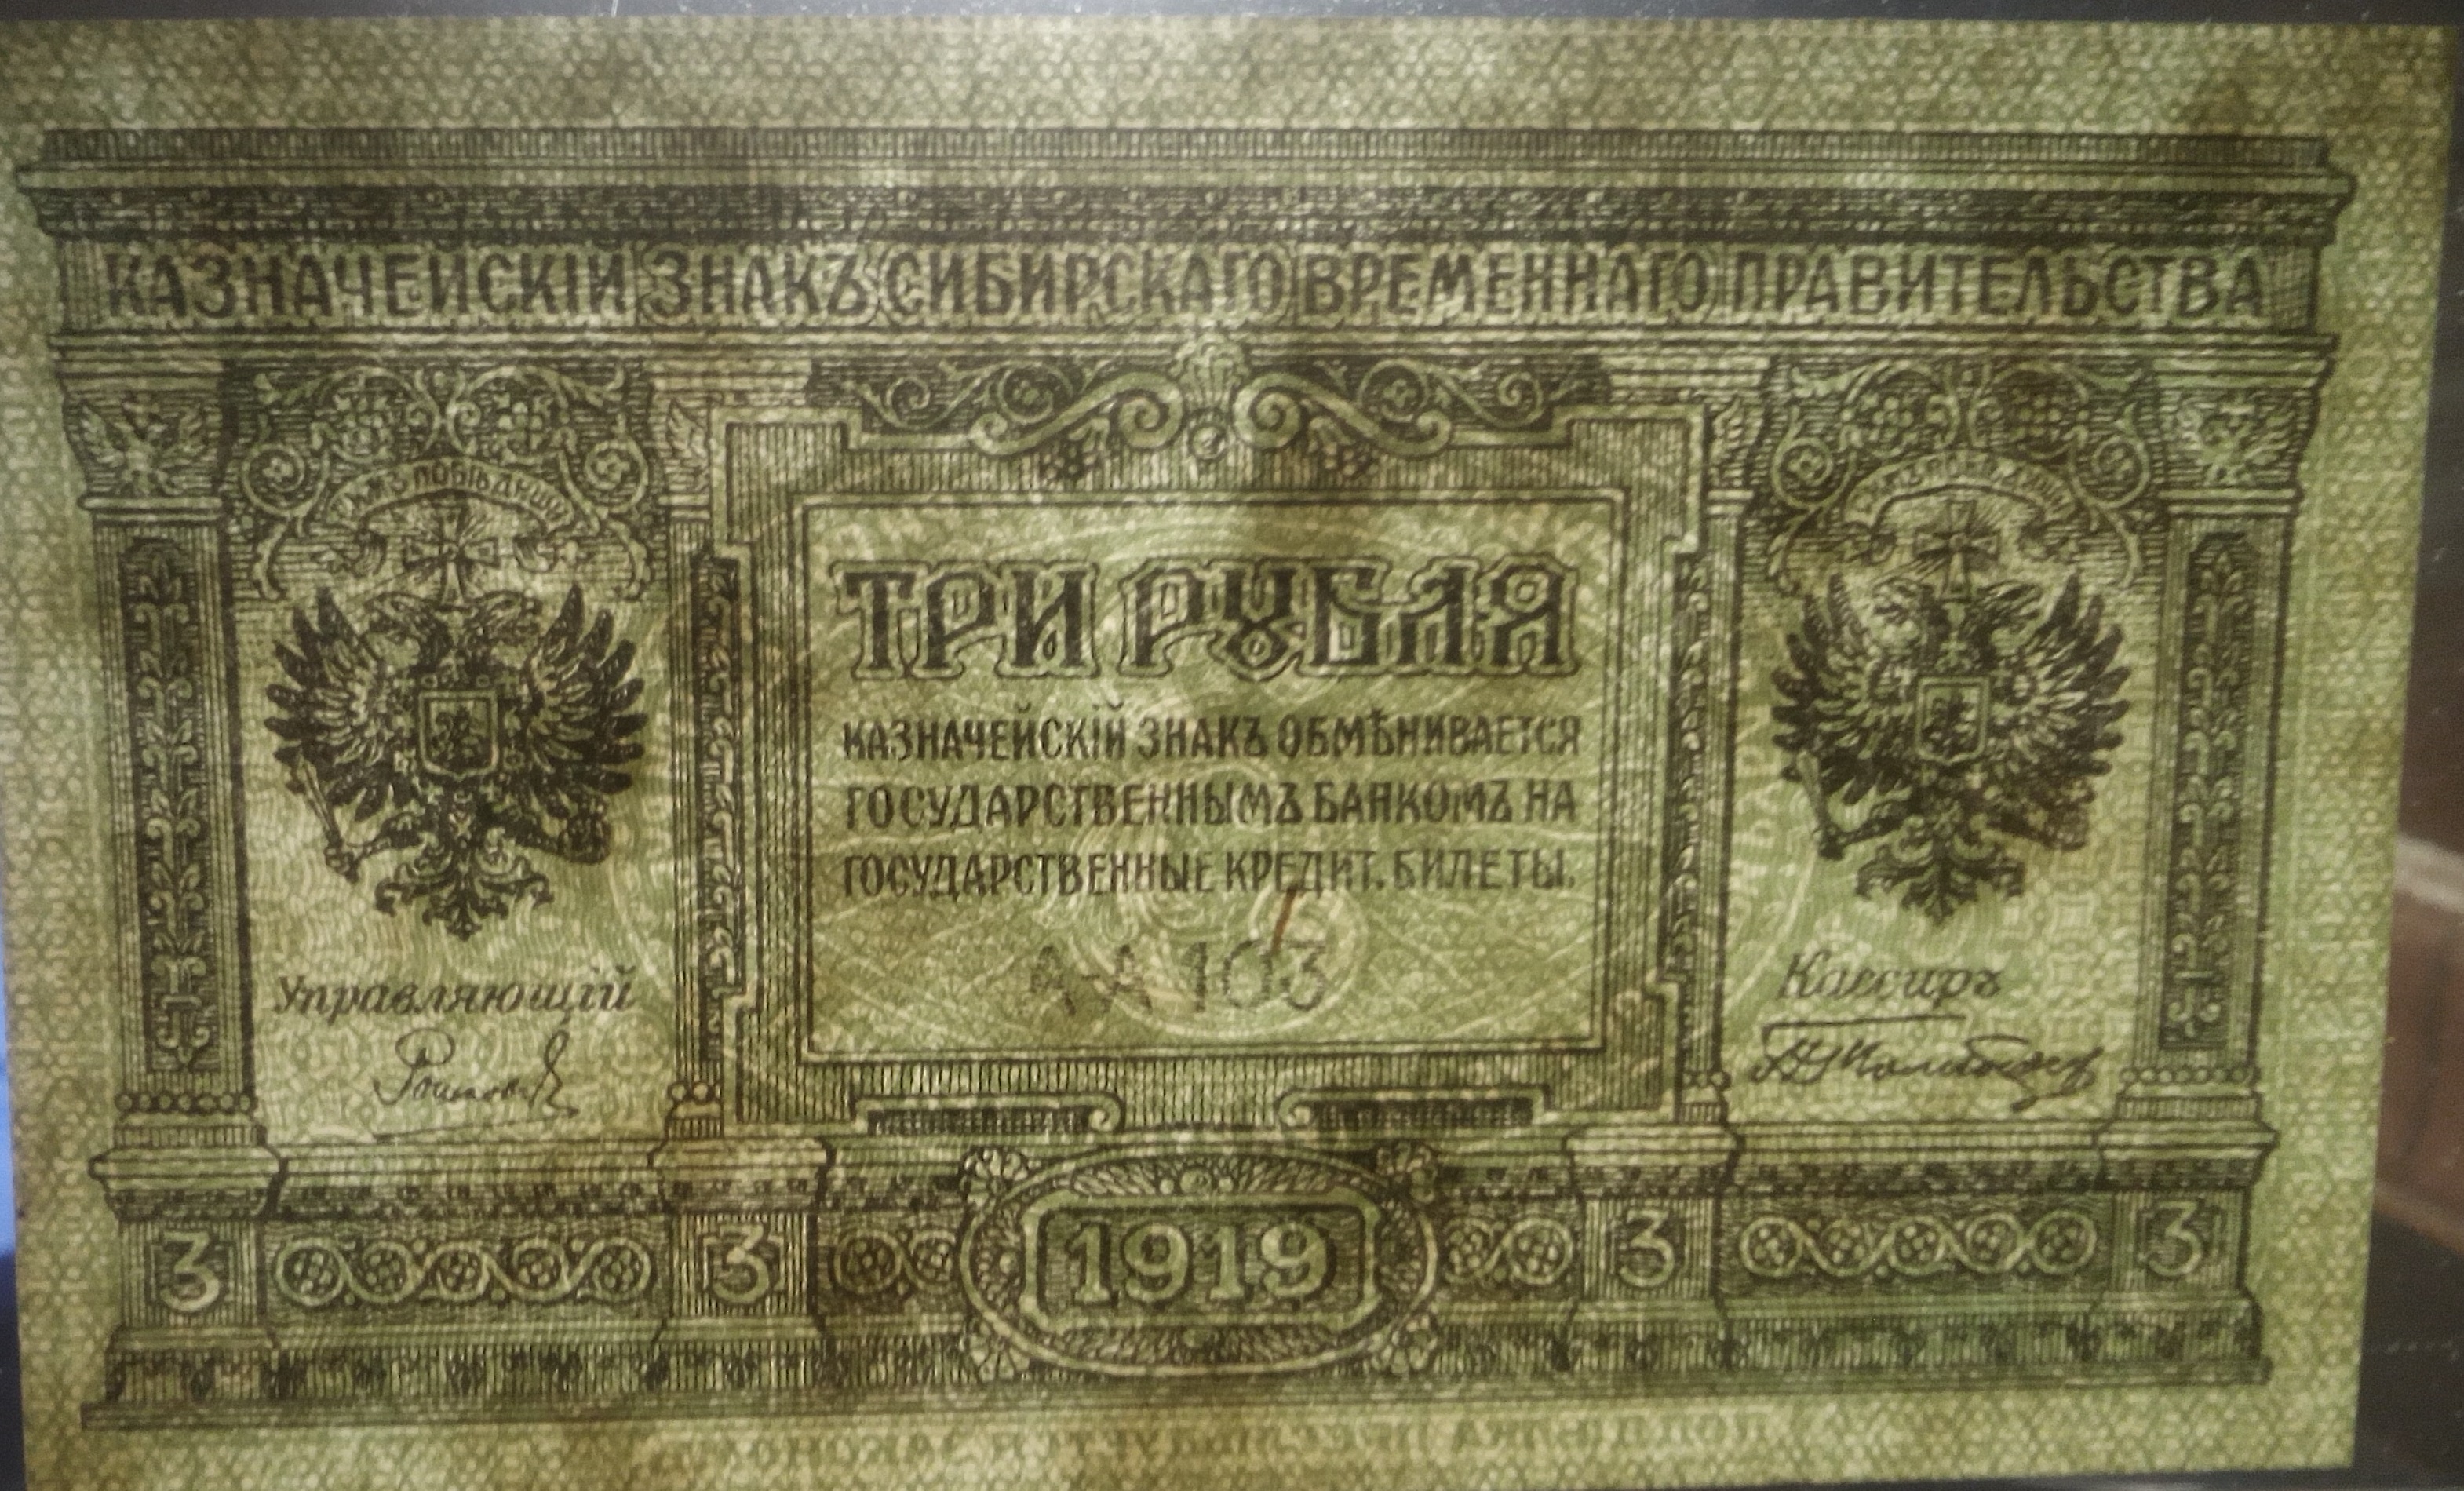 КАЗНАЧЕЙСКІЙ ЗНАКЪ СИБИРСКАГО ВРЕМЕННАГО ПРАВИТЕЛЬСТВА
ПОБѢДИШИ
ТРИ РУБЛЯ
КАЗНАЧЕЙСКІЙ ЗНАКЪ ОБМѢНИВАЕТСЯ
ГОСУДАРСТВЕННЫМЪ БАНКОМЪ НА
ГОСУДАРСТВЕННЫЕ КРЕДИТ. БИЛЕТЫ.
А-А 103
Управляющій
Кассиръ
3 3 1919 3 3